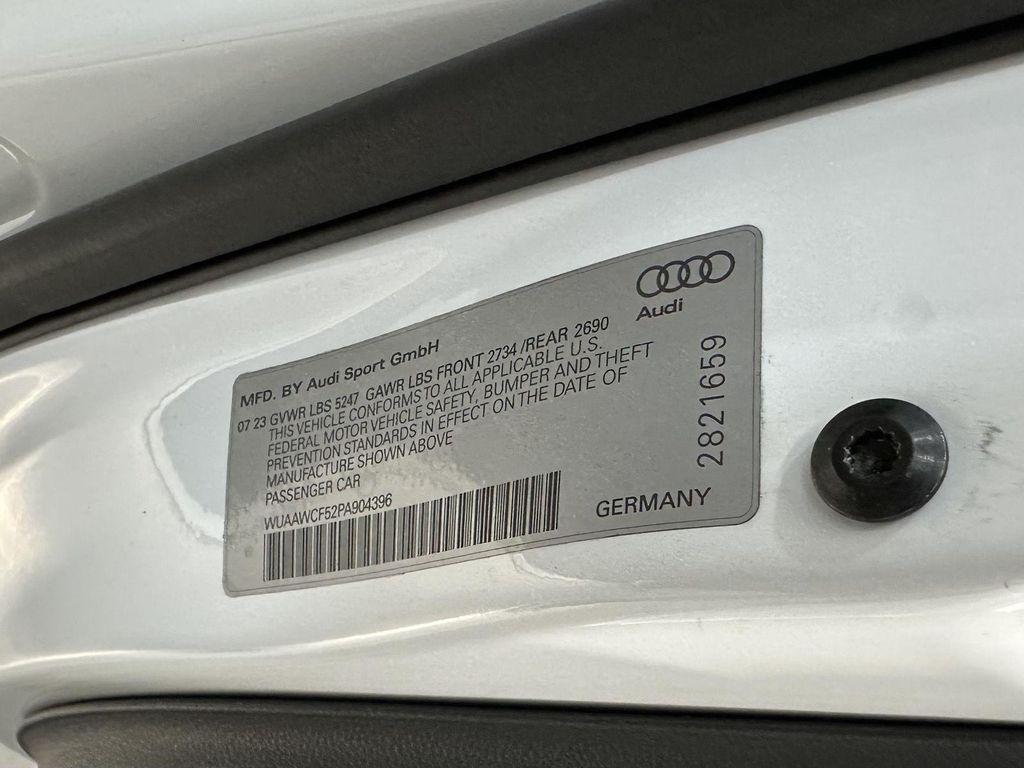 Audi
MFD. BY Audi Sport GmbH
07 23 GVWR LBS 5247 GAWR LBS FRONT 2734 /REAR 2690
THIS VEHICLE CONFORMS TO ALL APPLICABLE U.S.
FEDERAL MOTOR VEHICLE SAFETY, BUMPER AND THEFT
PREVENTION STANDARDS IN EFFECT ON THE DATE OF
MANUFACTURE SHOWN ABOVE
PASSENGER CAR
WUAAWCF52PA904396
GERMANY
2821659